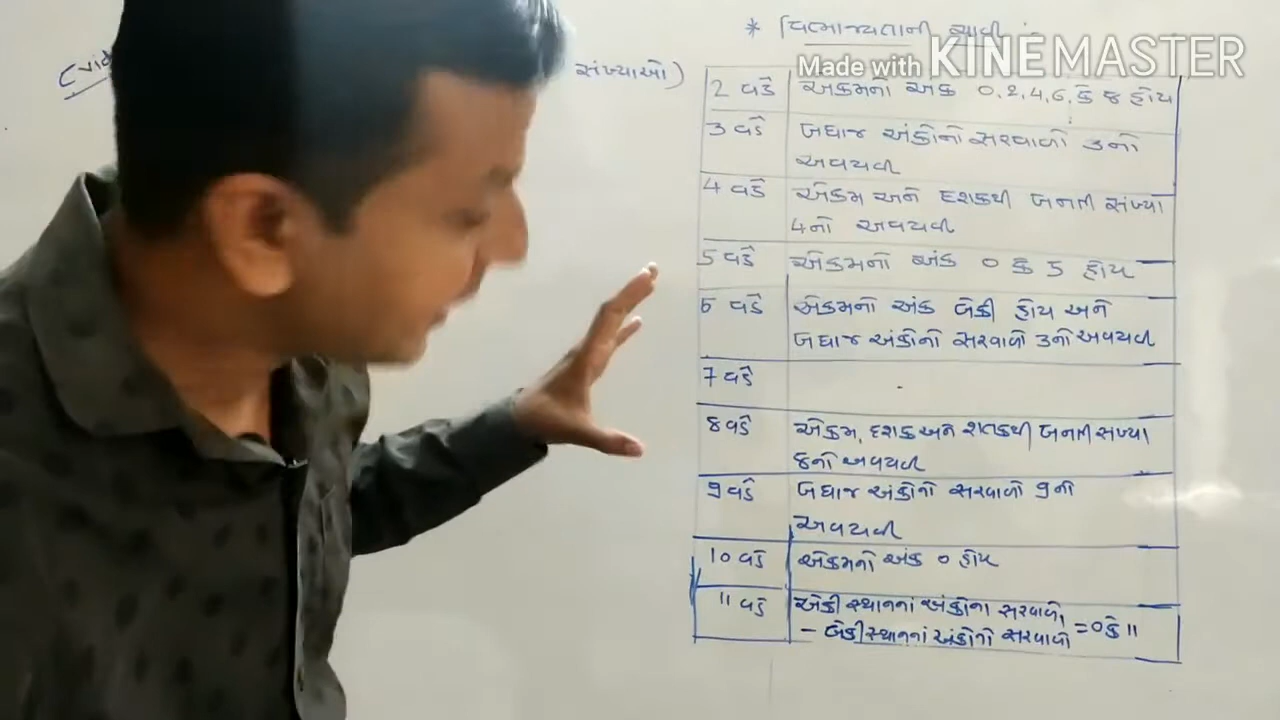 * વિભાજ્યતાની ચાવી :-
Made with KINEMASTER
સંખ્યાઓ)
2 વડે એકમનો અંક 0, 2, 4, 6, કે 8 હોય
3 વડે બધાજ અંકોનો સરવાળો 3નો
અવયવી
4 વડે એકમ અને દશકથી બનતી સંખ્યા
4નો અવયવી
5 વડે એકમનો અંક 0 કે 5 હોય
6 વડે એકમનો અંક બેકી હોય અને
બધાજ અંકોનો સરવાળો 3નો અવયવી
7 વડે
8 વડે એકમ, દશક અને શતકથી બનતી સંખ્યા
8નો અવયવી
9 વડે બધાજ અંકોનો સરવાળો 9નો
અવયવી
10 વડે એકમનો અંક 0 હોય
11 વડે એકી સ્થાનનાં અંકોના સરવાળો
- બેકી સ્થાનનાં અંકોનો સરવાળો = 0 કે 11